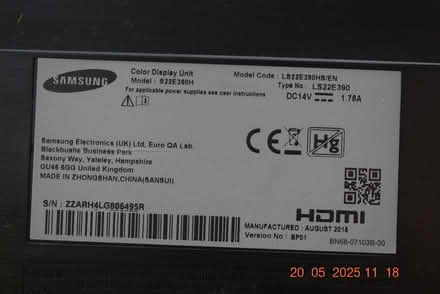 SAMSUNG
Color Display Unit
Model : S22E390H
For applicable power supplies see user instructions
Model Code : LS22E390HS/EN
Type No : LS22E390
DC14V 1.78A
Samsung Electronics (UK) Ltd, Euro QA Lab.
Blackbushe Business Park
Saxony Way, Yateley, Hampshire
GU46 6GG United Kingdom
MADE IN ZHONGSHAN,CHINA(SANSUI)
CE
Hg
S/N : ZZARH4LG806495R
HDMI
MANUFACTURED : AUGUST 2016
Version No : BP01
BN68-07103B-00
20 05 2025 11 18